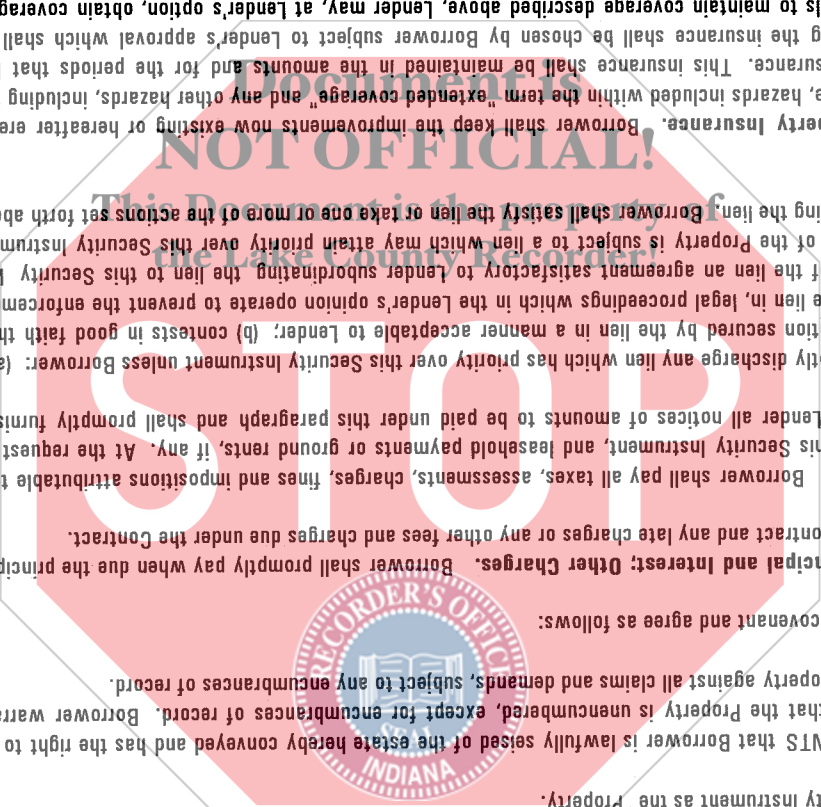 ty Instrument as the "Property."
NTS that Borrower is lawfully seised of the estate hereby conveyed and has the right to
that the Property is unencumbered, except for encumbrances of record. Borrower warra
operty against all claims and demands, subject to any encumbrances of record.
covenant and agree as follows:
ncipal and Interest; Other Charges. Borrower shall promptly pay when due the princip
ontract and any late charges or any other fees and charges due under the Contract.
Borrower shall pay all taxes, assessments, charges, fines and impositions attributable t
his Security Instrument, and leasehold payments or ground rents, if any. At the request
Lender all notices of amounts to be paid under this paragraph and shall promptly furnis
tly discharge any lien which has priority over this Security Instrument unless Borrower: (a
tion secured by the lien in a manner acceptable to Lender; (b) contests in good faith th
e lien in, legal proceedings which in the Lender's opinion operate to prevent the enforcem
f the lien an agreement satisfactory to Lender subordinating the lien to this Security
of the Property is subject to a lien which may attain priority over this Security Instrum
ing the lien. Borrower shall satisfy the lien or take one or more of the actions set forth abo
perty Insurance. Borrower shall keep the improvements now existing or hereafter ere
e, hazards included within the term "extended coverage" and any other hazards, including
surance. This insurance shall be maintained in the amounts and for the periods that
g the insurance shall be chosen by Borrower subject to Lender's approval which shall
ls to maintain coverage described above, Lender may, at Lender's option, obtain coverag
Document is
NOT OFFICIAL!
This Document is the property of
the Lake County Recorder!
STOP
RECORDER'S OFFICE
SEAL
INDIANA